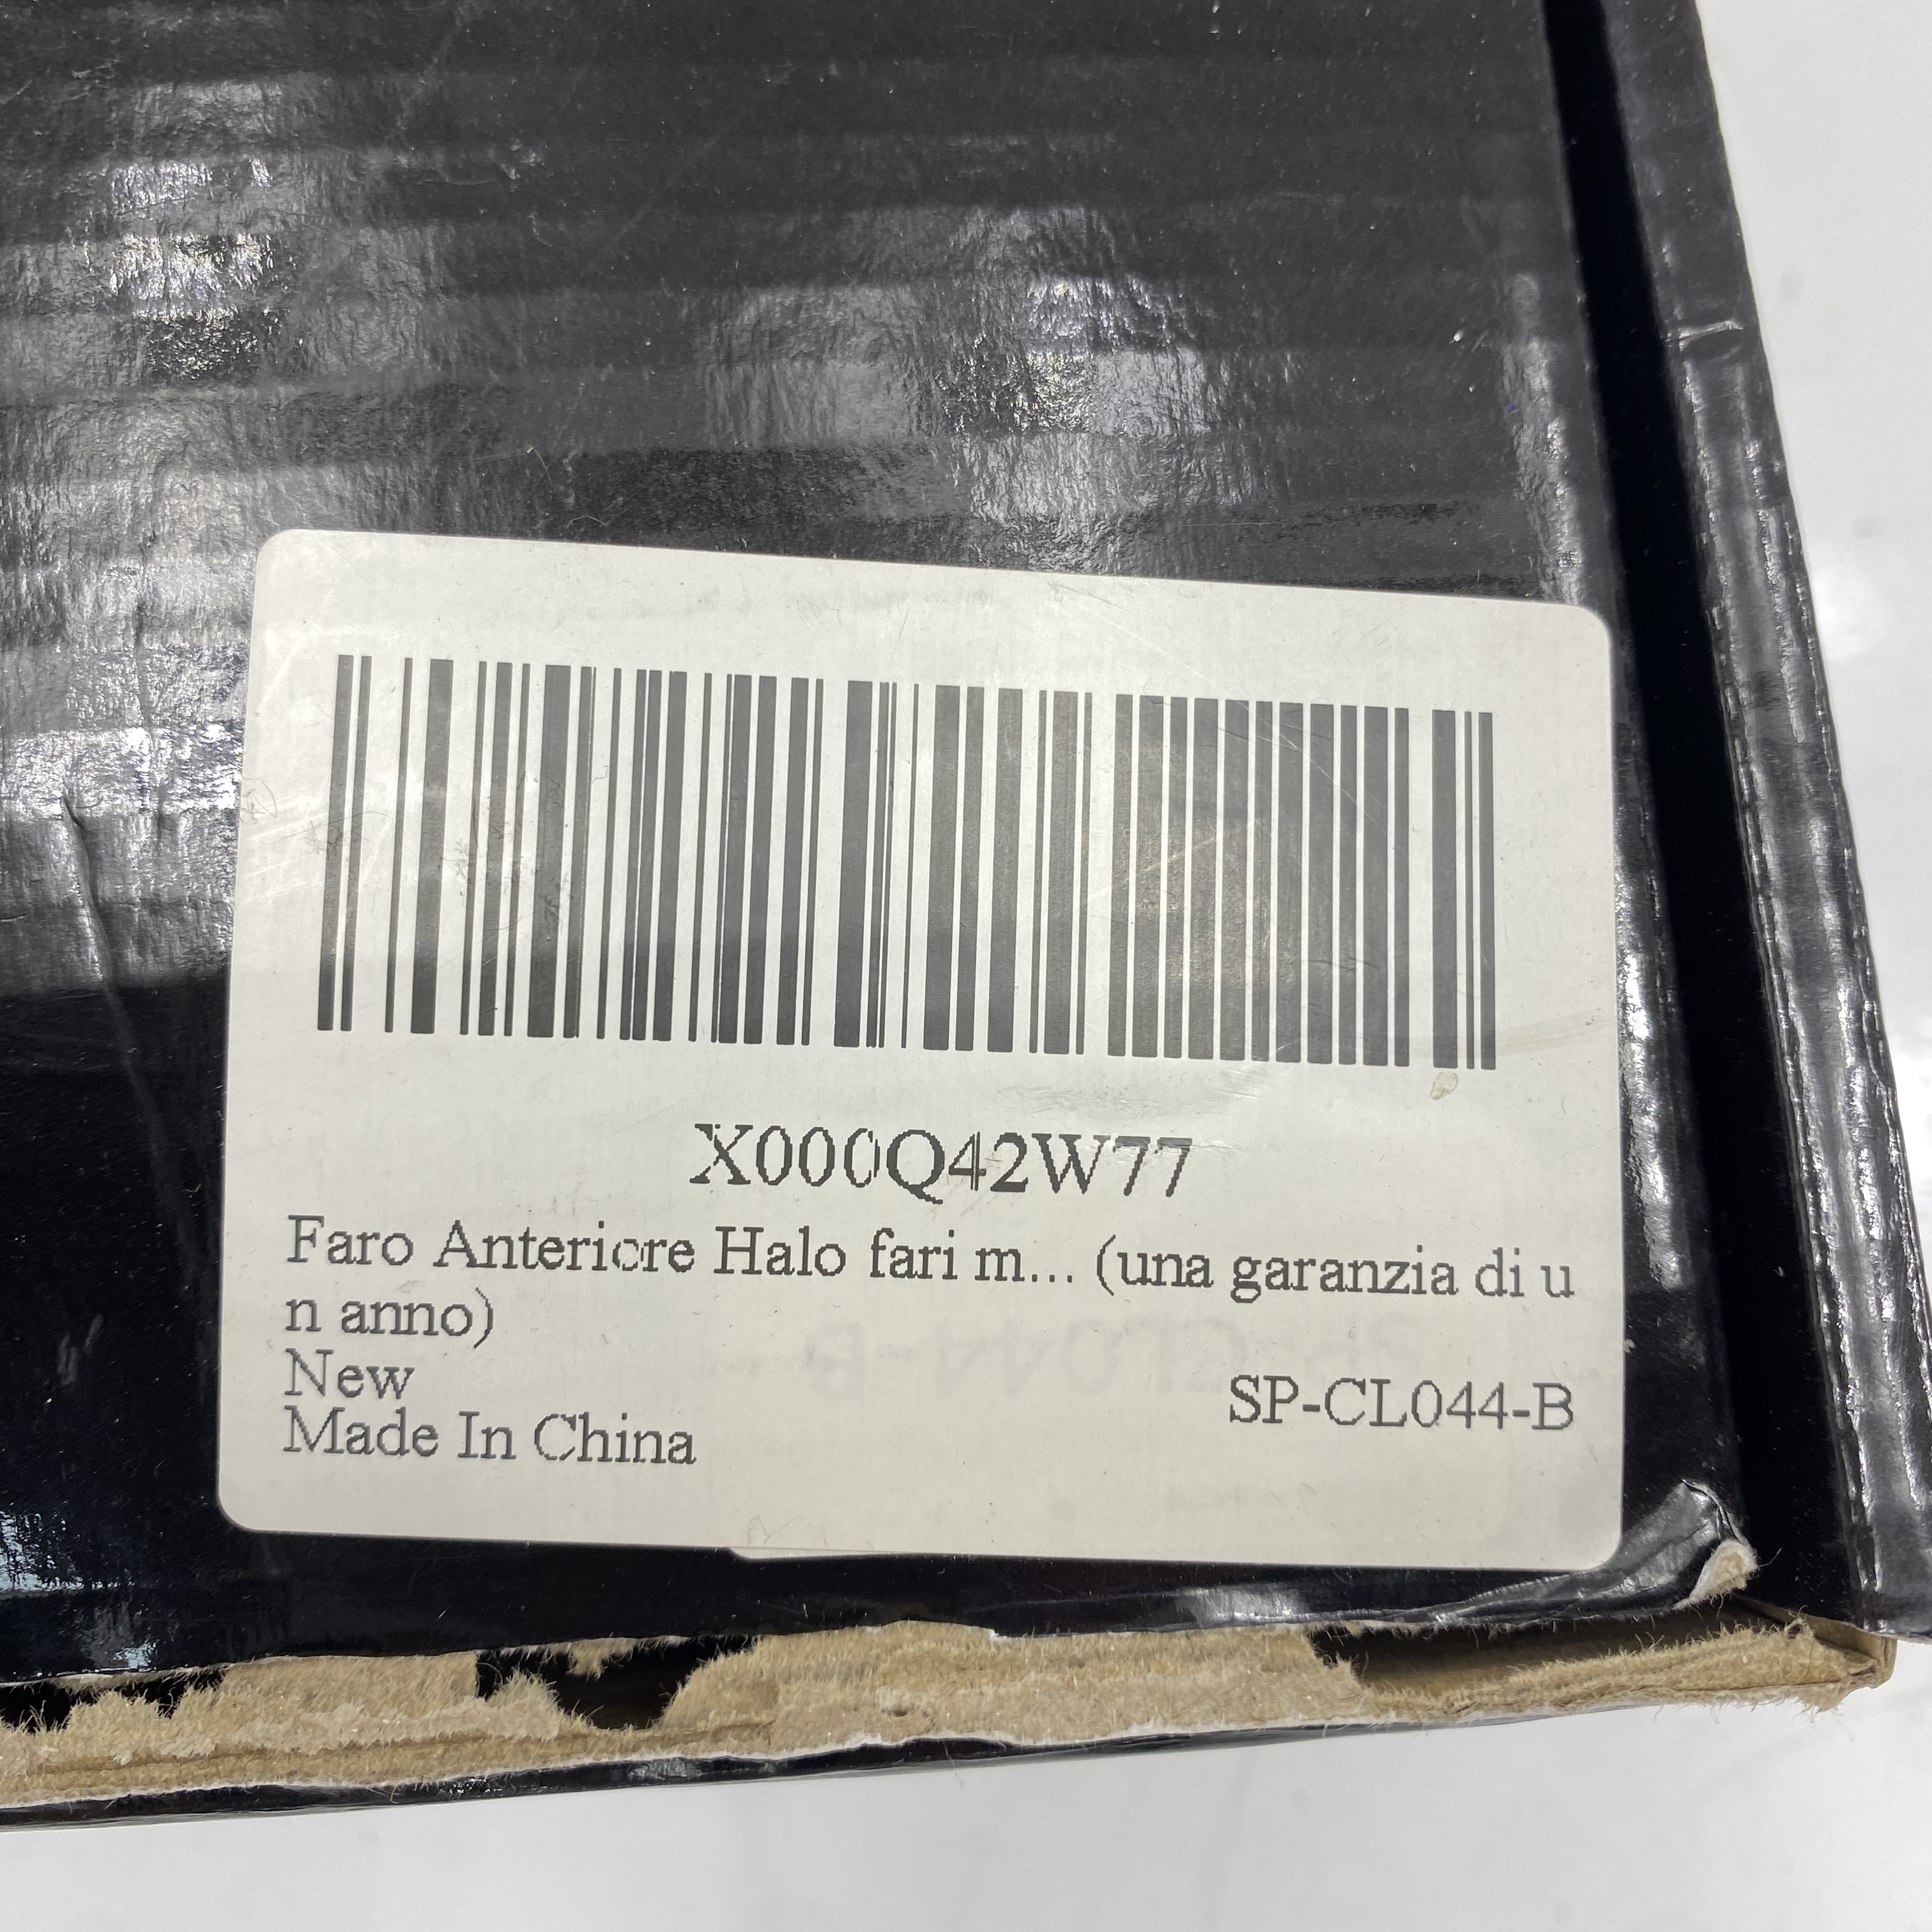 X000Q42W77
Faro Anteriore Halo fari m... (una garanzia di u
n anno)
New
SP-CL044-B
Made In China